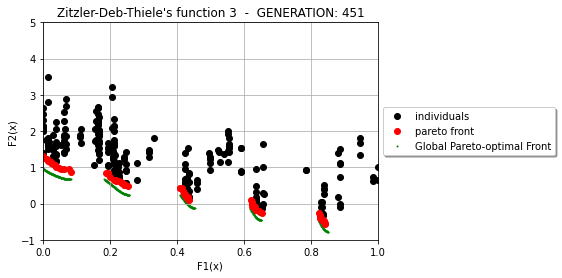 Zitzler-Deb-Thiele's function 3 - GENERATION: 451
5
4
3
2
1
0
−1
F2(x)
0.0 0.2 0.4 0.6 0.8 1.0
F1(x)
individuals
pareto front
Global Pareto-optimal Front